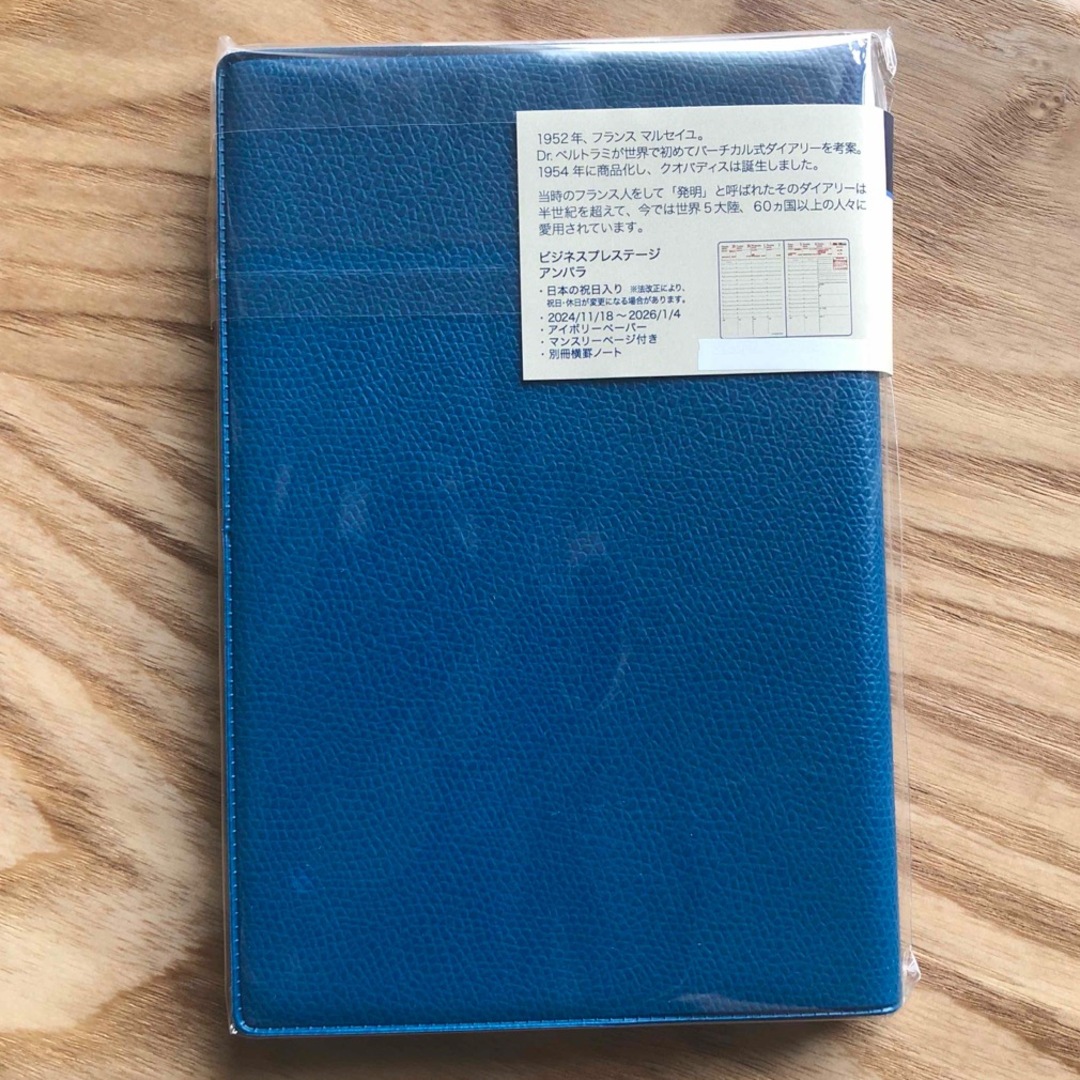 1952年、フランス マルセイユ。
Dr. ベルトラミが世界で初めてバーチカル式ダイアリーを考案。
1954年に商品化し、クオバディスは誕生しました。
当時のフランス人をして「発明」と呼ばれたそのダイアリーは
半世紀を超えて、今では世界5大陸、60ヵ国以上の人々に
愛用されています。
ビジネスプレステージ
アンパラ
・日本の祝日入り ※法改正により、
祝日・休日が変更になる場合があります。
・2024/11/18～2026/1/4
・アイボリーペーパー
・マンスリーページ付き
・別冊横罫ノート